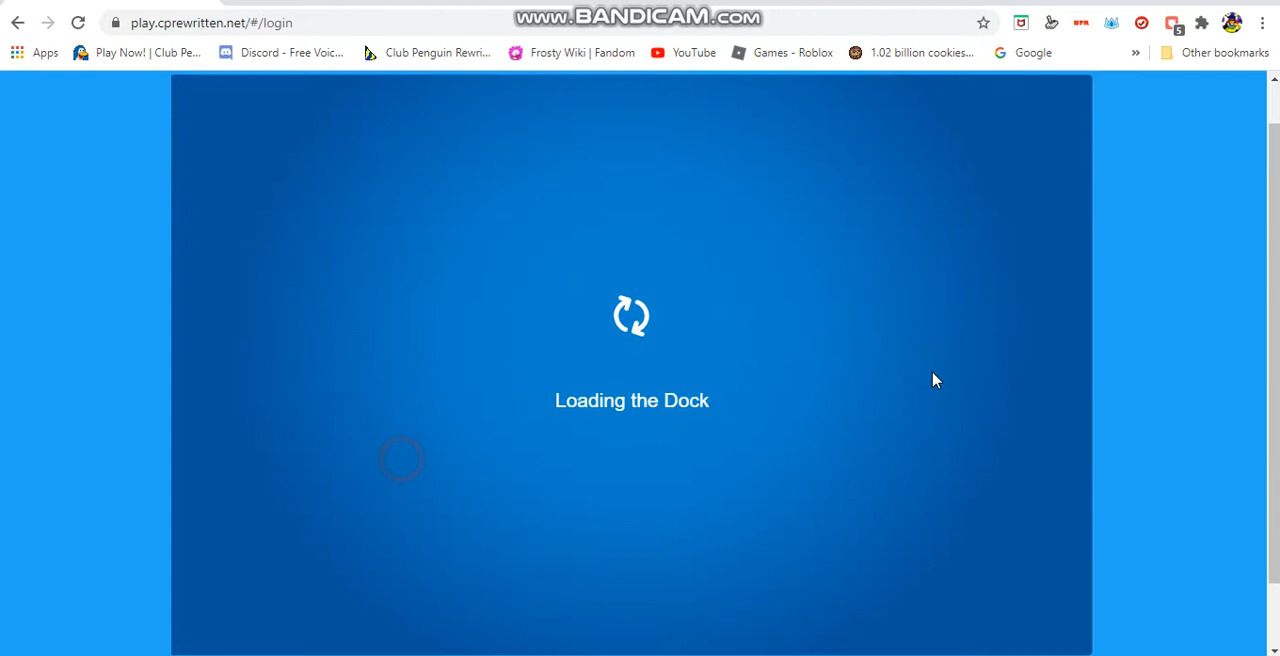 play.cprewritten.net/#/login
www.BANDICAM.com
Apps
Play Now! | Club Pe...
Discord - Free Voic...
Club Penguin Rewri...
Frosty Wiki | Fandom
YouTube
Games - Roblox
1.02 billion cookies...
Google
»
Other bookmarks
5
Loading the Dock